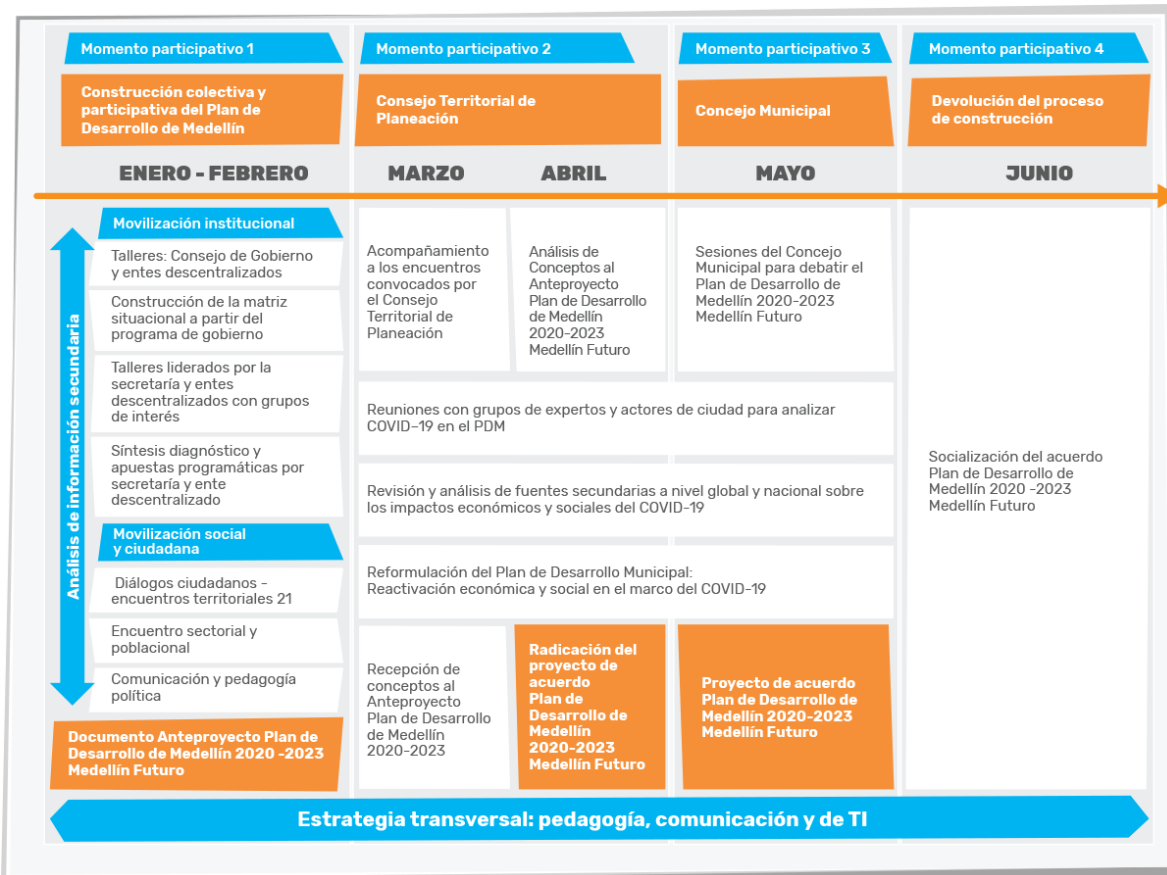 Momento participativo 1
Construcción colectiva y
participativa del Plan de
Desarrollo de Medellín
Momento participativo 2
Consejo Territorial de
Planeación
Momento participativo 3
Concejo Municipal
Momento participativo 4
Devolución del proceso
de construcción
ENERO - FEBRERO
MARZO
ABRIL
MAYO
JUNIO
Análisis de información secundaria
Movilización institucional
Talleres: Consejo de Gobierno
y entes descentralizados
Construcción de la matriz
situacional a partir del
programa de gobierno
Talleres liderados por la
secretaría y entes
descentralizados con grupos
de interés
Síntesis diagnóstico y
apuestas programáticas por
secretaría y ente
descentralizado
Movilización social
y ciudadana
Diálogos ciudadanos -
encuentros territoriales 21
Encuentro sectorial y
poblacional
Comunicación y pedagogía
política
Documento Anteproyecto Plan de
Desarrollo de Medellín 2020 -2023
Medellín Futuro
Acompañamiento
a los encuentros
convocados por
el Consejo
Territorial de
Planeación
Análisis de
Conceptos al
Anteproyecto
Plan de Desarrollo
de Medellín
2020-2023
Medellín Futuro
Sesiones del Concejo
Municipal para debatir el
Plan de Desarrollo de
Medellín 2020-2023
Medellín Futuro
Reuniones con grupos de expertos y actores de ciudad para analizar
COVID–19 en el PDM
Revisión y análisis de fuentes secundarias a nivel global y nacional sobre
los impactos económicos y sociales del COVID-19
Reformulación del Plan de Desarrollo Municipal:
Reactivación económica y social en el marco del COVID-19
Recepción de
conceptos al
Anteproyecto
Plan de Desarrollo
de Medellín
2020-2023
Radicación del
proyecto de
acuerdo
Plan de
Desarrollo de
Medellín
2020-2023
Medellín Futuro
Proyecto de acuerdo
Plan de Desarrollo de
Medellín 2020-2023
Medellín Futuro
Socialización del acuerdo
Plan de Desarrollo de
Medellín 2020 -2023
Medellín Futuro
Estrategia transversal: pedagogía, comunicación y de TI